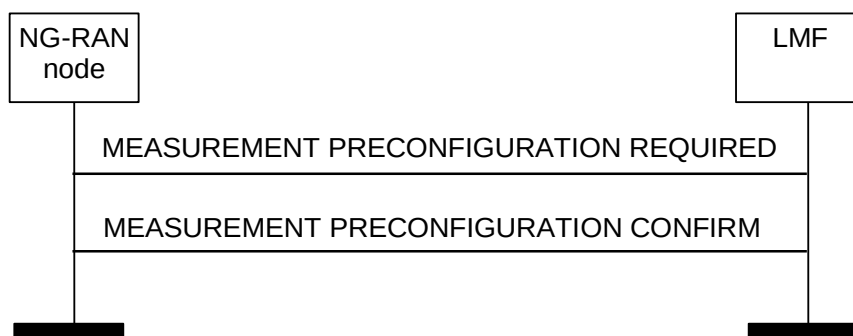 NG-RAN
node
LMF
MEASUREMENT PRECONFIGURATION REQUIRED
MEASUREMENT PRECONFIGURATION CONFIRM